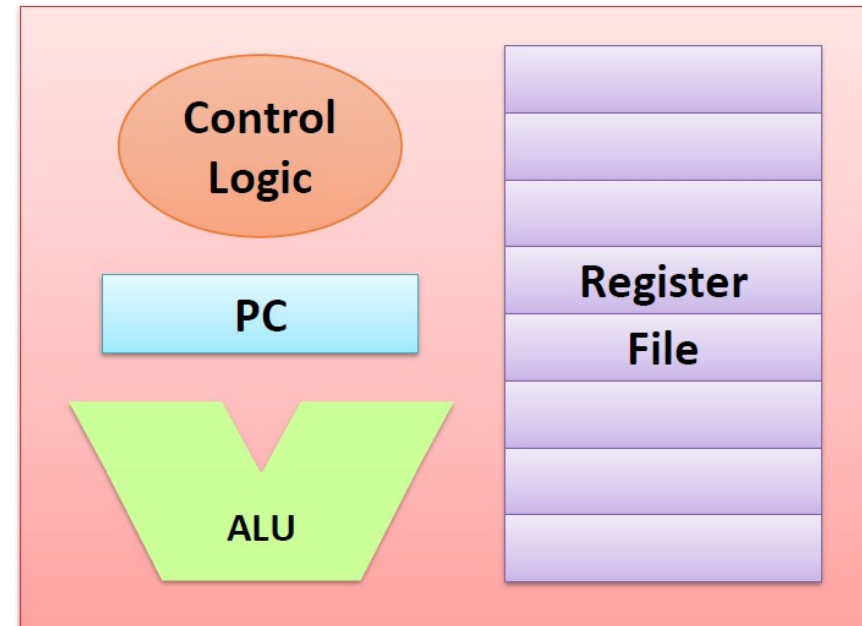 Control
Logic
PC
ALU
Register
File